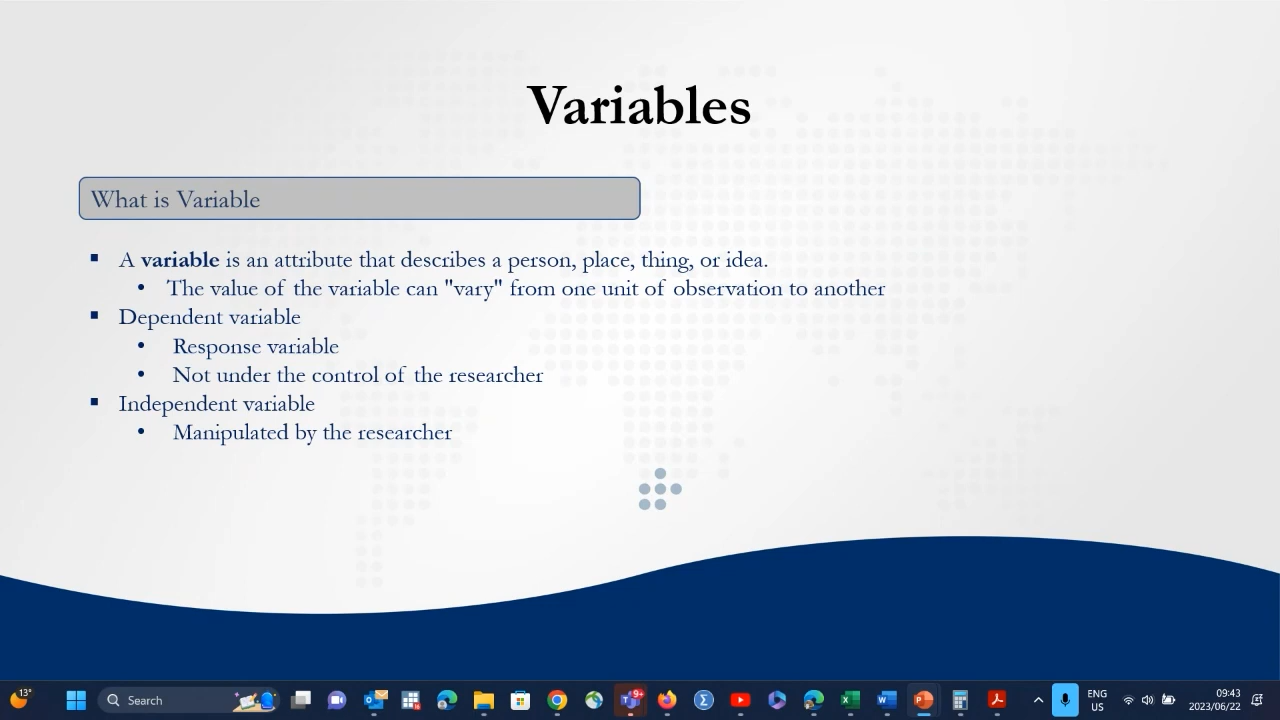 Variables
What is Variable
▪ A variable is an attribute that describes a person, place, thing, or idea.
• The value of the variable can "vary" from one unit of observation to another
▪ Dependent variable
• Response variable
• Not under the control of the researcher
▪ Independent variable
• Manipulated by the researcher
13°
Search
9+
ENG
US
09:43
2023/06/22